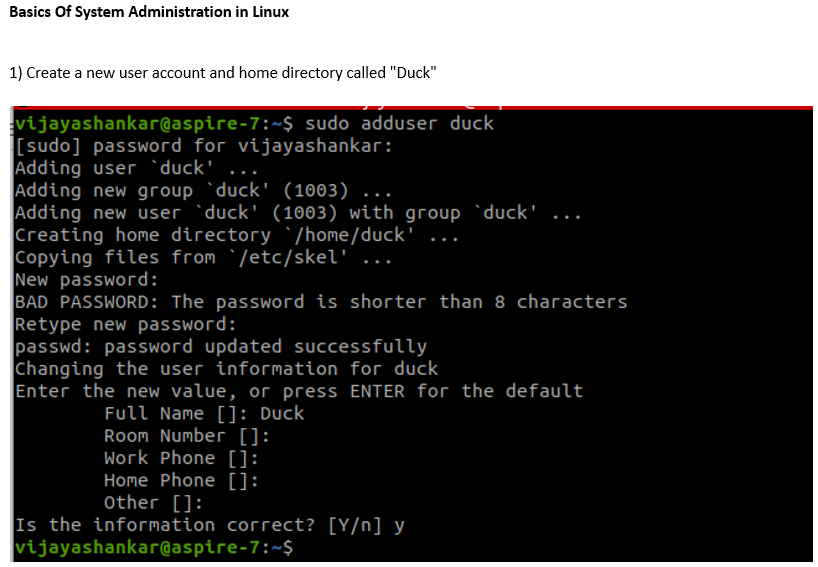 Basics Of System Administration in Linux
1) Create a new user account and home directory called "Duck"
vijayashankar@aspire-7:~$ sudo adduser duck
[sudo] password for vijayashankar:
Adding user `duck' ...
Adding new group `duck' (1003) ...
Adding new user `duck' (1003) with group `duck' ...
Creating home directory `/home/duck' ...
Copying files from `/etc/skel' ...
New password:
BAD PASSWORD: The password is shorter than 8 characters
Retype new password:
passwd: password updated successfully
Changing the user information for duck
Enter the new value, or press ENTER for the default
Full Name []: Duck
Room Number []:
Work Phone []:
Home Phone []:
Other []:
Is the information correct? [Y/n] y
vijayashankar@aspire-7:~$